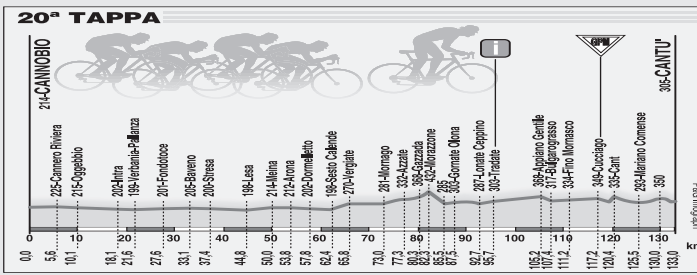 20ª TAPPA
i
GPM
214-CANNOBIO
225-Cannero Riviera
215-Oggebbio
202-Intra
199-Verbania-Pallanza
201-Fondotoce
205-Baveno
200-Stresa
198-Lesa
214-Meina
212-Arona
202-Dormelletto
198-Sesto Calende
270-Vergiate
281-Mornago
332-Azzate
368-Gazzada
432-Morazzone
285
303-Gornate Olona
287-Lonate Ceppino
303-Tradate
368-Appiano Gentile
317-Bulgarograsso
334-Fino Mornasco
349-Cucciago
335-Cant
293-Mariano Comense
350
305-CANTU'
0 10 20 30 40 50 60 70 80 90 100 110 120 130 km
0,0 5,6 10,1 18,1 21,6 27,6 33,1 37,4 44,8 50,0 53,8 57,8 62,4 65,8 73,0 77,3 80,3 82,3 85,5 87,5 92,7 95,7 105,2 107,4 111,2 117,2 120,4 125,5 130,0 133,0